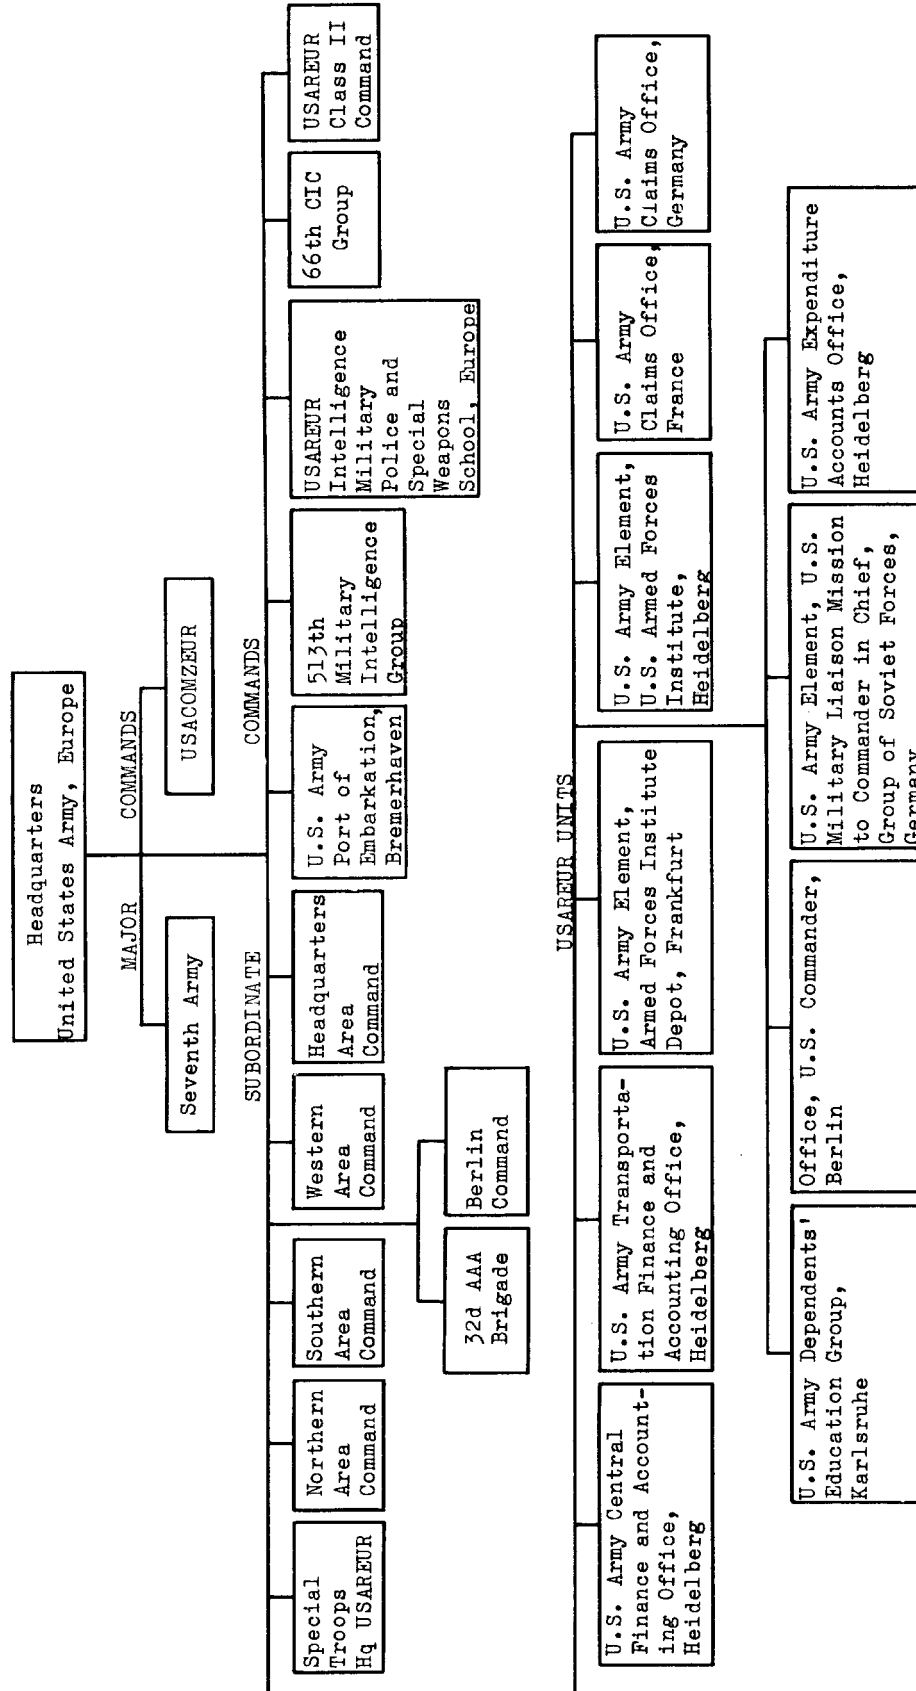 Headquarters
United States Army, Europe
MAJOR COMMANDS
Seventh Army
USACOMZEUR
SUBORDINATE COMMANDS
Special
Troops
Hq USAREUR
Northern
Area
Command
Southern
Area
Command
Western
Area
Command
Headquarters
Area
Command
U.S. Army
Port of
Embarkation,
Bremerhaven
513th
Military
Intelligence
Group
USAREUR
Intelligence
Military
Police and
Special
Weapons
School, Europe
66th CIC
Group
USAREUR
Class II
Command
32d AAA
Brigade
Berlin
Command
USAREUR UNITS
U.S. Army Central
Finance and Account-
ing Office,
Heidelberg
U.S. Army Transporta-
tion Finance and
Accounting Office,
Heidelberg
U.S. Army Element,
Armed Forces Institute
Depot, Frankfurt
U.S. Army Element,
U.S. Armed Forces
Institute,
Heidelberg
U.S. Army
Claims Office,
France
U.S. Army
Claims Office,
Germany
U.S. Army Dependents'
Education Group,
Karlsruhe
Office, U.S. Commander,
Berlin
U.S. Army Element, U.S.
Military Liaison Mission
to Commander in Chief,
Group of Soviet Forces,
Germany
U.S. Army Expenditure
Accounts Office,
Heidelberg